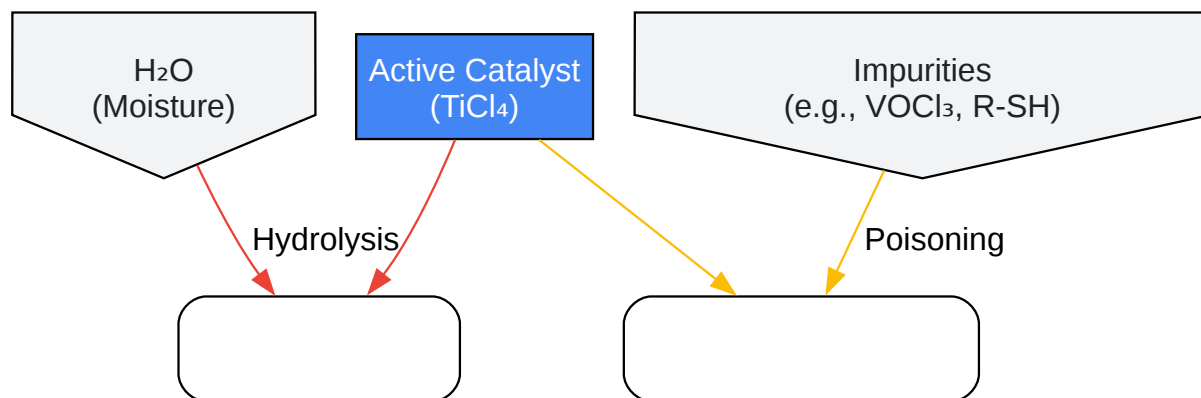 H₂O
(Moisture)
Active Catalyst
(TiCl₄)
Impurities
(e.g., VOCl₃, R-SH)
Hydrolysis
Poisoning